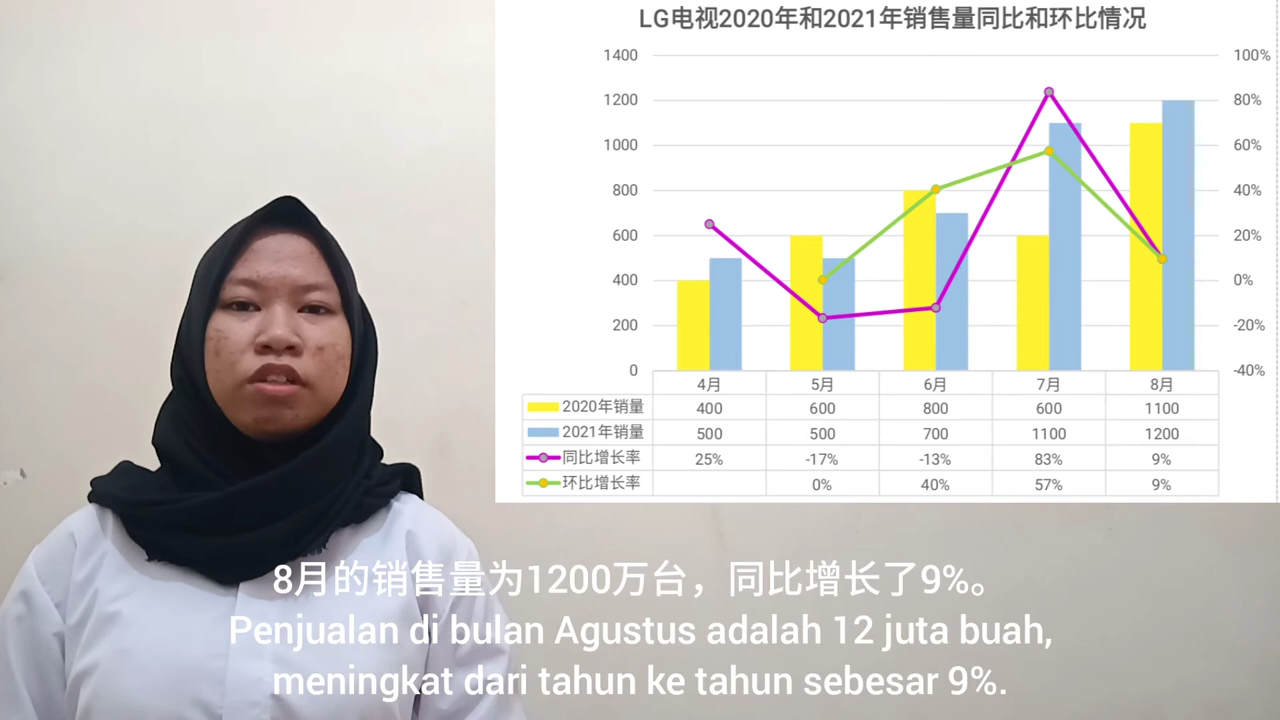 LG电视2020年和2021年销售量同比和环比情况
1400 100%
1200 80%
1000 60%
800 40%
600 20%
400 0%
200 -20%
0 -40%
4月 5月 6月 7月 8月
2020年销量 400 600 800 600 1100
2021年销量 500 500 700 1100 1200
同比增长率 25% -17% -13% 83% 9%
环比增长率 0% 40% 57% 9%
8月的销售量为1200万台，同比增长了9%。
Penjualan di bulan Agustus adalah 12 juta buah,
meningkat dari tahun ke tahun sebesar 9%.